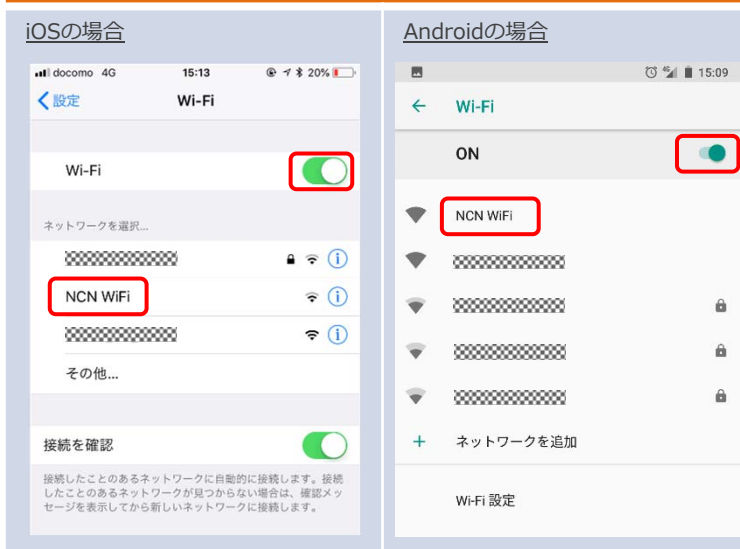 iOSの場合
docomo 4G 15:13 20%
設定 Wi-Fi
Wi-Fi
ネットワークを選択...
NCN WiFi
その他...
接続を確認
接続したことのあるネットワークに自動的に接続します。接続
したことのあるネットワークが見つからない場合は、確認メッ
セージを表示してから新しいネットワークに接続します。
Androidの場合
15:09
Wi-Fi
ON
NCN WiFi
ネットワークを追加
Wi-Fi 設定